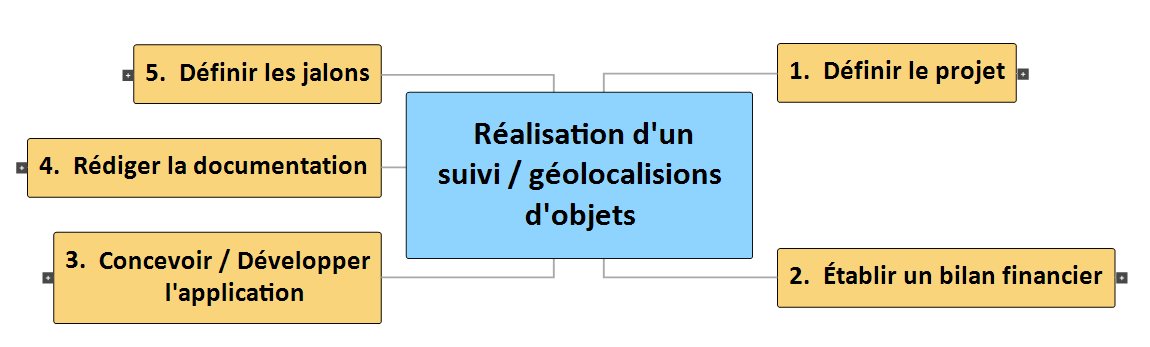 5. Définir les jalons
1. Définir le projet
Réalisation d'un
suivi / géolocalisions
d'objets
4. Rédiger la documentation
3. Concevoir / Développer
l'application
2. Établir un bilan financier